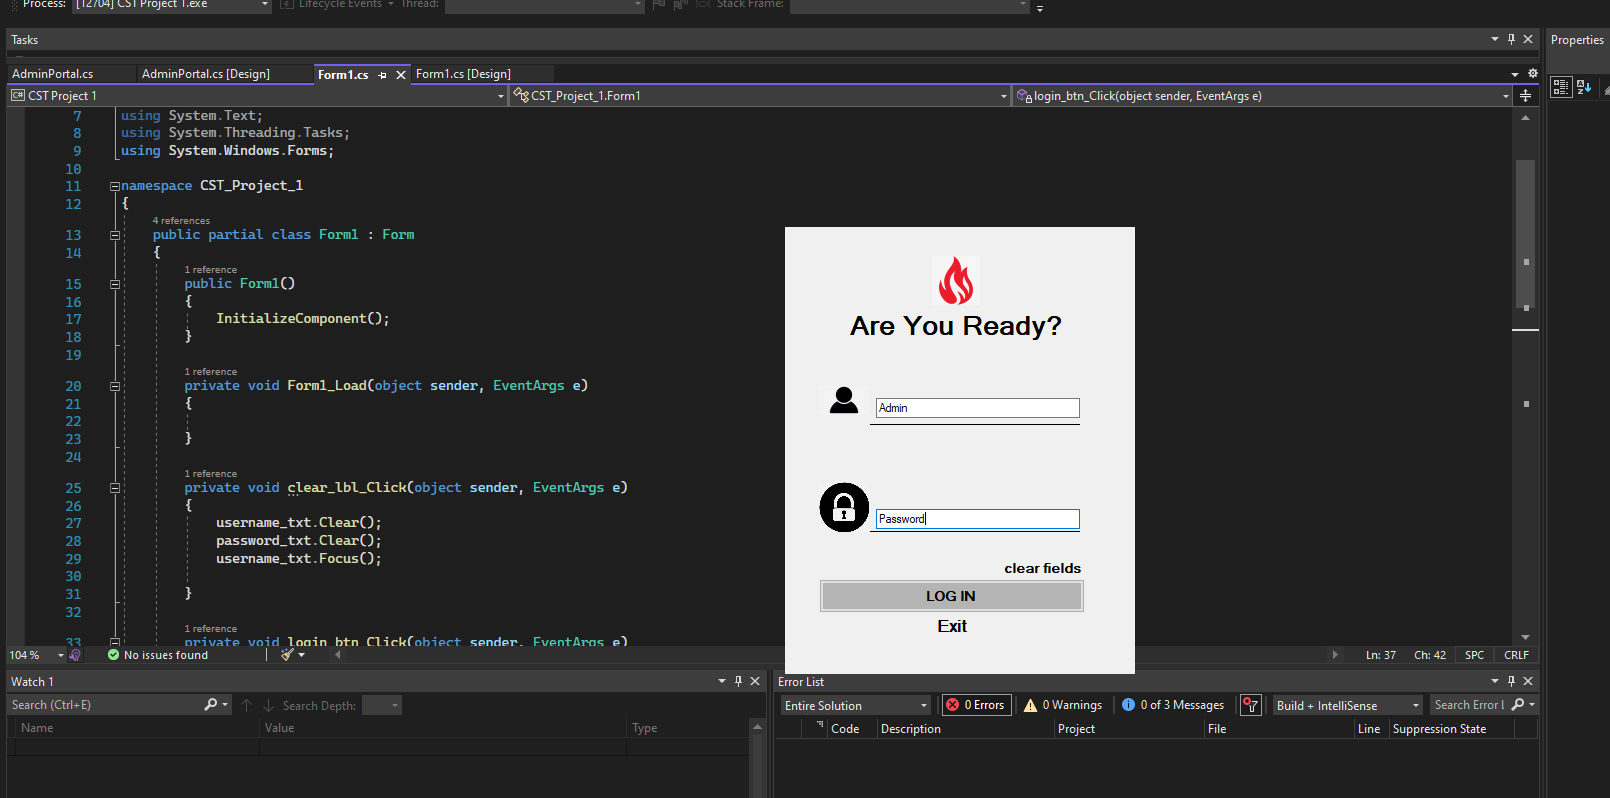 Process: [12704] CST Project 1.exe Lifecycle Events Thread: Stack Frame:
Tasks
Properties
AdminPortal.cs AdminPortal.cs [Design] Form1.cs Form1.cs [Design]
C# CST Project 1 CST_Project_1.Form1 login_btn_Click(object sender, EventArgs e)
7 using System.Text;
8 using System.Threading.Tasks;
9 using System.Windows.Forms;
10
11 namespace CST_Project_1
12 {
4 references
13 public partial class Form1 : Form
14 {
1 reference
15 public Form1()
16 {
17 InitializeComponent();
18 }
19
1 reference
20 private void Form1_Load(object sender, EventArgs e)
21 {
22
23 }
24
1 reference
25 private void clear_lbl_Click(object sender, EventArgs e)
26 {
27 username_txt.Clear();
28 password_txt.Clear();
29 username_txt.Focus();
30
31 }
32
1 reference
33 private void login_btn_Click(object sender, EventArgs e)
Are You Ready?
Admin
Password
clear fields
LOG IN
Exit
104 % No issues found Ln: 37 Ch: 42 SPC CRLF
Watch 1
Search (Ctrl+E) Search Depth:
Name Value Type
Error List
Entire Solution 0 Errors 0 Warnings 0 of 3 Messages Build + IntelliSense Search Error L
Code Description Project File Line Suppression State